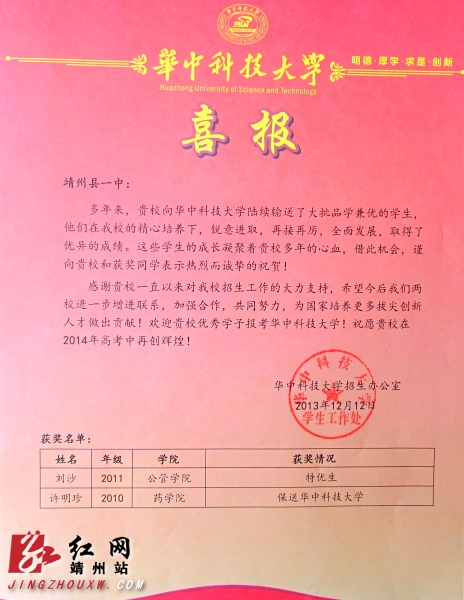 華中科技大学
Huazhong University of Science and Technology
明德·厚学·求是·创新
喜报
靖州县一中：
多年来，贵校向华中科技大学陆续输送了大批品学兼优的学生，
他们在我校的精心培养下，锐意进取，再接再厉，全面发展，取得了
优异的成绩。这些学生的成长凝聚着贵校多年的心血，借此机会，谨
向贵校和获奖同学表示热烈而诚挚的祝贺！
感谢贵校一直以来对我校招生工作的大力支持，希望今后我们两
校进一步增进联系，加强合作，共同努力，为国家培养更多拔尖创新
人才做出贡献！欢迎贵校优秀学子报考华中科技大学！祝愿贵校在
2014年高考中再创辉煌！
华中科技大学招生办公室
2013年12月12日
华中科技大学
学生工作处
获奖名单：
姓名 年级 学院 获奖情况
刘沙 2011 公管学院 特优生
许明珍 2010 药学院 保送华中科技大学
红网
靖州站
JINGZHOUXW.COM